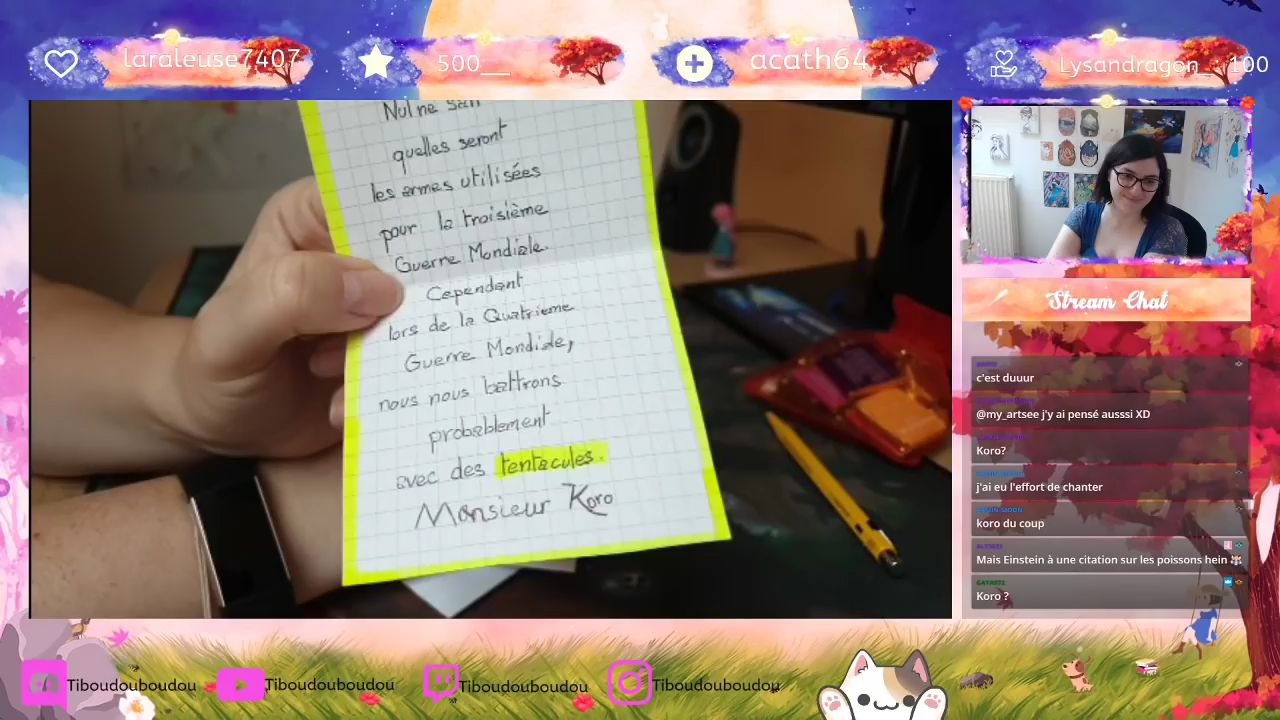 laraleuse7407
500__
acath64
Lysandragon_: 100
Nul ne sait
quelles seront
les armes utilisées
pour la troisième
Guerre Mondiale.
Cependant
lors de la Quatrieme
Guerre Mondiale,
nous nous battrons
probablement
avec des tentacules.
Monsieur Koro
Stream Chat
c'est duuur
@my_artsee j'y ai pensé ausssi XD
Koro?
j'ai eu l'effort de chanter
koro du coup
Mais Einstein à une citation sur les poissons hein
Koro ?
Tiboudouboudou
Tiboudouboudou
Tiboudouboudou
Tiboudouboudou